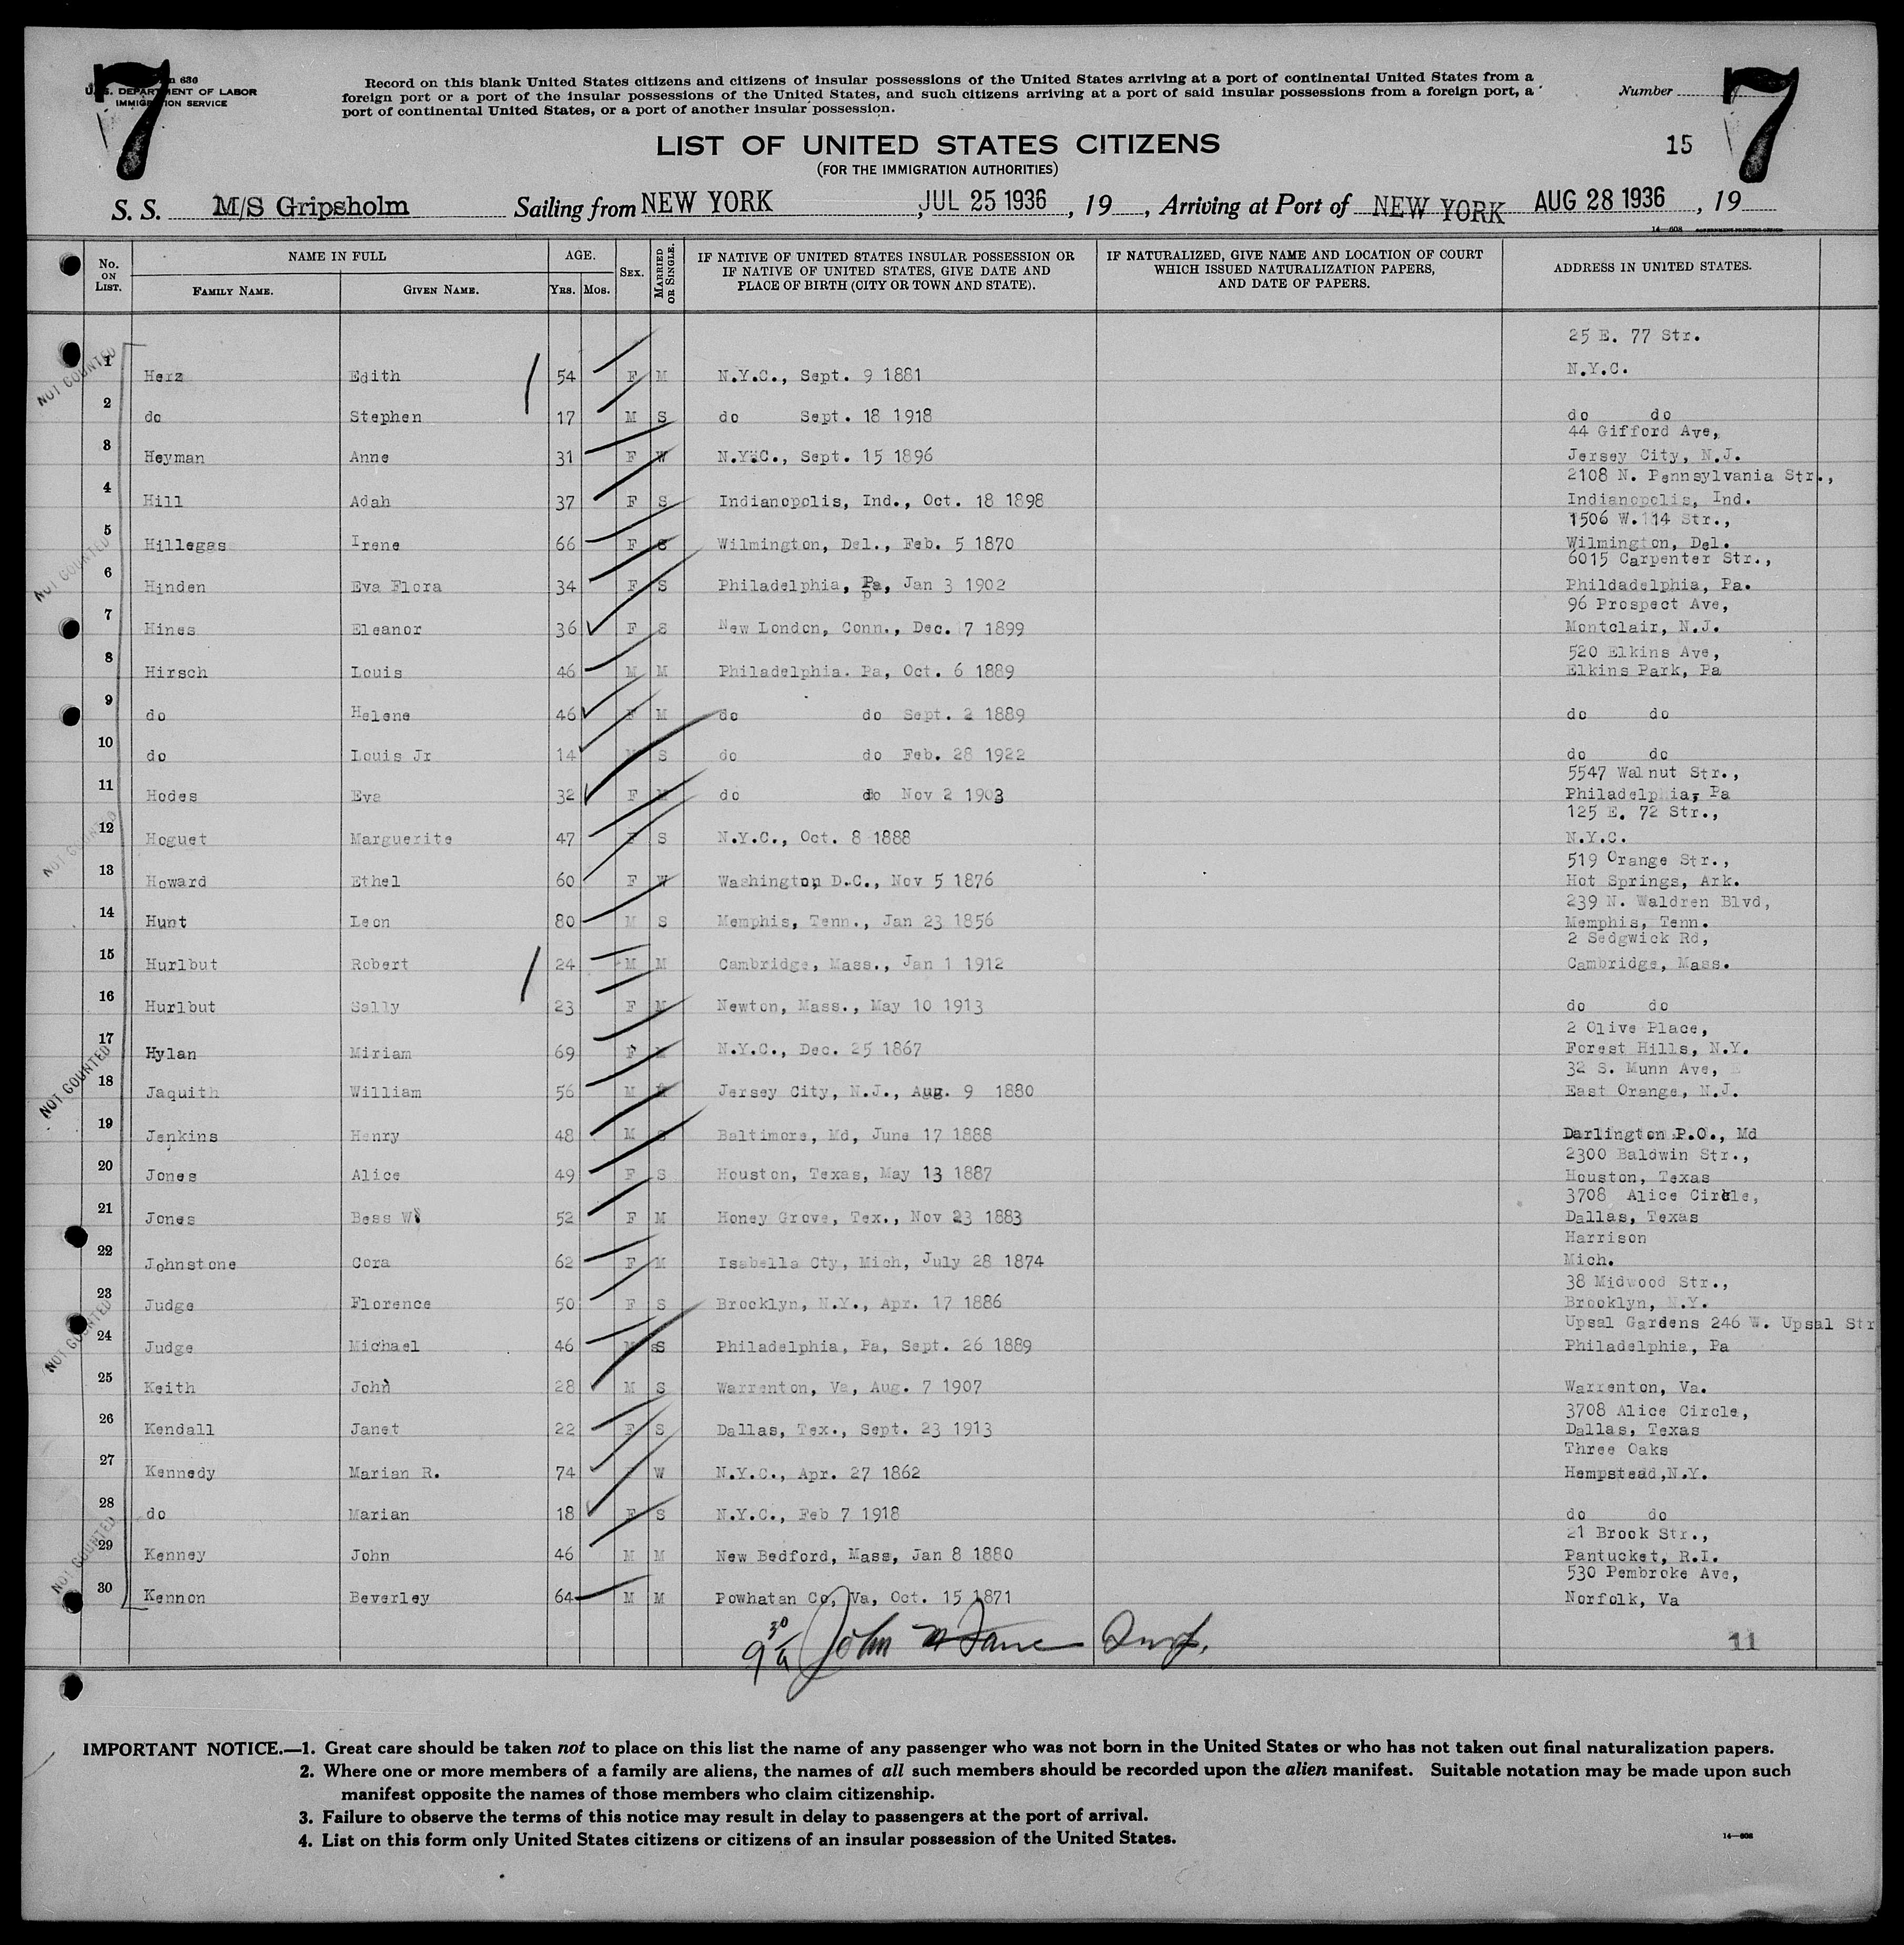 7
7
U.S. DEPARTMENT OF LABOR
IMMIGRATION SERVICE
Record on this blank United States citizens and citizens of insular possessions of the United States arriving at a port of continental United States from a
foreign port or a port of the insular possessions of the United States, and such citizens arriving at a port of said insular possessions from a foreign port, a
port of continental United States, or a port of another insular possession.
Number
LIST OF UNITED STATES CITIZENS
15
(FOR THE IMMIGRATION AUTHORITIES)
S. S. M/S Gripsholm Sailing from NEW YORK, JUL 25 1936, 19, Arriving at Port of NEW YORK AUG 28 1936, 19
14—608 GOVERNMENT PRINTING OFFICE
No. ON LIST. NAME IN FULL FAMILY NAME. GIVEN NAME. AGE. YRS. MOS. SEX. MARRIED OR SINGLE. IF NATIVE OF UNITED STATES INSULAR POSSESSION OR IF NATIVE OF UNITED STATES, GIVE DATE AND PLACE OF BIRTH (CITY OR TOWN AND STATE). IF NATURALIZED, GIVE NAME AND LOCATION OF COURT WHICH ISSUED NATURALIZATION PAPERS, AND DATE OF PAPERS. ADDRESS IN UNITED STATES.
25 E. 77 Str.
1 Herz Edith 54 F M N.Y.C., Sept. 9 1881 N.Y.C.
NOT COUNTED
2 do Stephen 17 M S do Sept. 18 1918 do do
44 Gifford Ave,
3 Heyman Anne 31 F W N.Y.C., Sept. 15 1896 Jersey City, N.J.
2108 N. Pennsylvania Str.,
4 Hill Adah 37 F S Indianopolis, Ind., Oct. 18 1898 Indianopolis, Ind.
1506 W. 14 Str.,
5 Hillegas Irene 66 F S Wilmington, Del., Feb. 5 1870 Wilmington, Del.
NOT COUNTED
6015 Carpenter Str.,
6 Hinden Eva Flora 34 F S Philadelphia, Pa, Jan 3 1902 Phildadelphia, Pa.
96 Prospect Ave,
7 Hines Eleanor 36 F S New London, Conn., Dec. 7 1899 Montclair, N.J.
520 Elkins Ave,
8 Hirsch Louis 46 M M Philadelphia. Pa, Oct. 6 1889 Elkins Park, Pa
9 do Helene 46 F M do do Sept. 2 1889 do do
10 do Louis Jr 14 M S do do Feb. 28 1922 do do
5547 Walnut Str.,
11 Hodes Eva 32 F M do do Nov 2 1903 Philadelphia, Pa
125 E. 72 Str.,
12 Hoguet Marguerite 47 F S N.Y.C., Oct. 8 1888 N.Y.C.
NOT COUNTED
519 Orange Str.,
13 Howard Ethel 60 F W Washington, D.C., Nov 5 1876 Hot Springs, Ark.
239 N. Waldren Blvd,
14 Hunt Leon 80 M S Memphis, Tenn., Jan 23 1856 Memphis, Tenn.
2 Sedgwick Rd,
15 Hurlbut Robert 24 M M Cambridge, Mass., Jan 1 1912 Cambridge, Mass.
16 Hurlbut Sally 23 F M Newton, Mass., May 10 1913 do do
2 Olive Place,
17 Hylan Miriam 69 F M N.Y.C., Dec. 25 1867 Forest Hills, N.Y.
NOT COUNTED
32 S. Munn Ave,
18 Jaquith William 56 M Jersey City, N.J., Aug. 9 1880 East Orange, N.J.
19 Jenkins Henry 48 M S Baltimore, Md, June 17 1888 Darlington P.O., Md
2300 Baldwin Str.,
20 Jones Alice 49 F S Houston, Texas, May 13 1887 Houston, Texas
3708 Alice Circle,
21 Jones Bess W 52 F M Honey Grove, Tex., Nov 23 1883 Dallas, Texas
Harrison
22 Johnstone Cora 62 F M Isabella Cty, Mich, July 28 1874 Mich.
38 Midwood Str.,
23 Judge Florence 50 F S Brooklyn, N.Y., Apr. 17 1886 Brooklyn, N.Y.
NOT COUNTED
Upsal Gardens 246 W. Upsal Str
24 Judge Michael 46 M S Philadelphia, Pa, Sept. 26 1889 Philadelphia, Pa
25 Keith John 28 M S Warrenton, Va, Aug. 7 1907 Warrenton, Va.
3708 Alice Circle,
26 Kendall Janet 22 F S Dallas, Tex., Sept. 23 1913 Dallas, Texas
Three Oaks
27 Kennedy Marian R. 74 F W N.Y.C., Apr. 27 1862 Hempstead,N.Y.
28 do Marian 18 F S N.Y.C., Feb 7 1918 do do
21 Brook Str.,
29 Kenney John 46 M M New Bedford, Mass, Jan 8 1880 Pantucket, R.I.
NOT COUNTED
530 Pembroke Ave,
30 Kennon Beverley 64 M M Powhatan Co, Va, Oct. 15 1871 Norfolk, Va
John
11
IMPORTANT NOTICE.—1. Great care should be taken not to place on this list the name of any passenger who was not born in the United States or who has not taken out final naturalization papers.
2. Where one or more members of a family are aliens, the names of all such members should be recorded upon the alien manifest. Suitable notation may be made upon such
manifest opposite the names of those members who claim citizenship.
3. Failure to observe the terms of this notice may result in delay to passengers at the port of arrival.
4. List on this form only United States citizens or citizens of an insular possession of the United States.
14—608